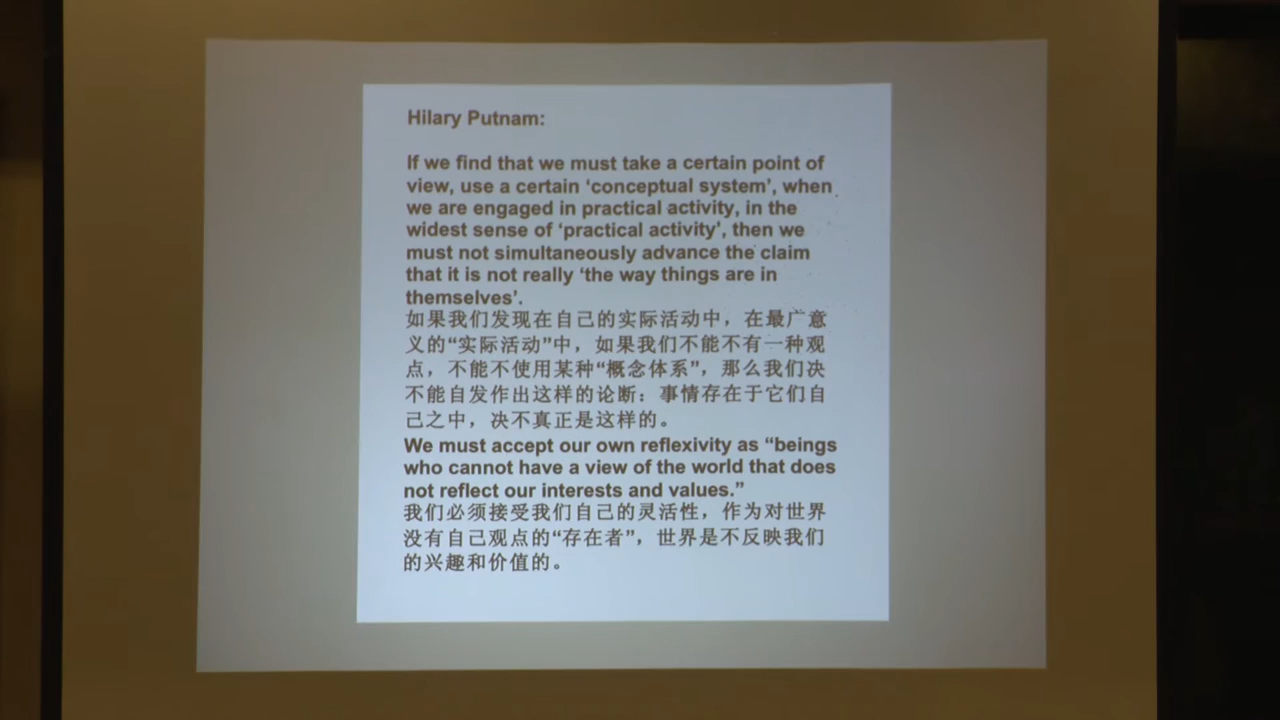 Hilary Putnam:
If we find that we must take a certain point of
view, use a certain ‘conceptual system’, when
we are engaged in practical activity, in the
widest sense of ‘practical activity’, then we
must not simultaneously advance the claim
that it is not really ‘the way things are in
themselves’.
如果我们发现在自己的实际活动中，在最广意
义的“实际活动”中，如果我们不能不有一种观
点，不能不使用某种“概念体系”，那么我们决
不能自发作出这样的论断：事情存在于它们自
己之中，决不真正是这样的。
We must accept our own reflexivity as “beings
who cannot have a view of the world that does
not reflect our interests and values.”
我们必须接受我们自己的灵活性，作为对世界
没有自己观点的“存在者”，世界是不反映我们
的兴趣和价值的。